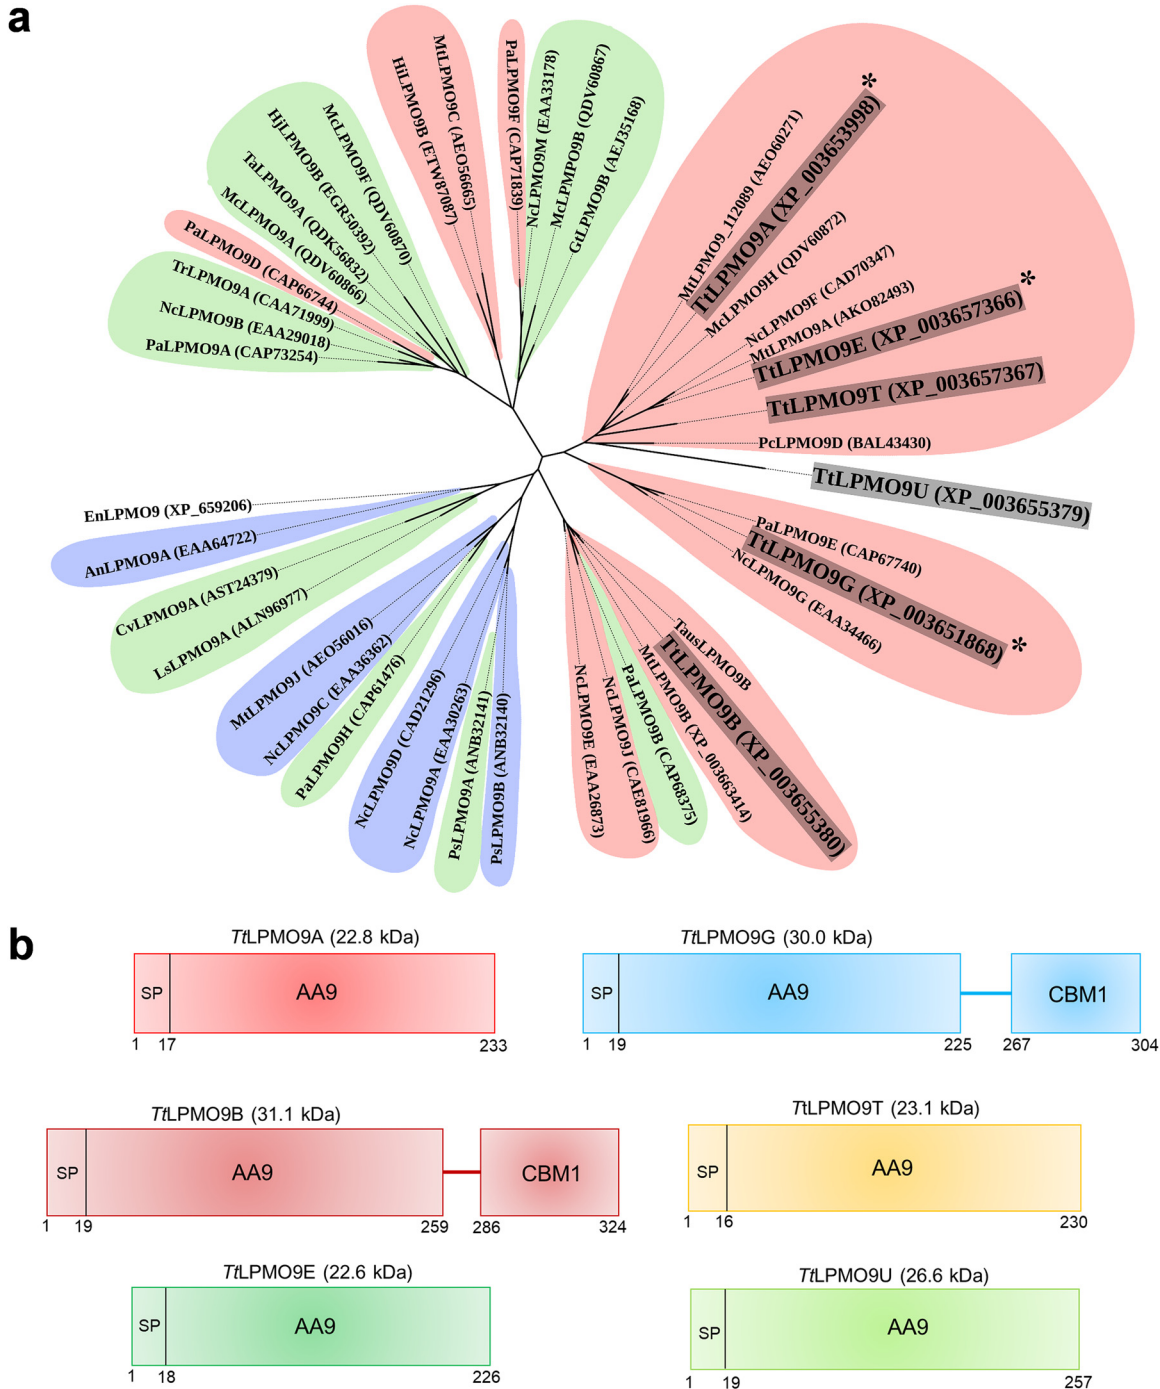 a
HiLPMO9B (ETW87087)
MtLPMO9C (AEO56665)
PaLPMO9F (CAP71839)
NcLPMO9M (EAA33178)
McLPMPO9B (QDV60867)
GtLPMO9B (AEJ35168)
McLPMO9F (QDV60870)
HjLPMO9B (EGR50392)
TaLPMO9A (QDK56832)
McLPMO9A (QDV60866)
PaLPMO9D (CAP66744)
TrLPMO9A (CAA71999)
NcLPMO9B (EAA29018)
PaLPMO9A (CAP73254)
MtLPMO9_112089 (AEO60271)
TtLPMO9A (XP_003653998)
*
McLPMO9H (QDV60872)
NcLPMO9F (CAD70347)
MtLPMO9A (AKO82493)
TtLPMO9E (XP_003657366)
*
TtLPMO9T (XP_003657367)
PcLPMO9D (BAL43430)
TtLPMO9U (XP_003655379)
PaLPMO9E (CAP67740)
TtLPMO9G (XP_003651868)
*
NcLPMO9G (EAA34466)
TausLPMO9B
TtLPMO9B (XP_003655380)
MtLPMO9B (XP_003663414)
PaLPMO9B (CAP68375)
NcLPMO9J (CAE81966)
NcLPMO9E (EAA26873)
EnLPMO9 (XP_659206)
AnLPMO9A (EAA64722)
CvLPMO9A (AST24379)
LsLPMO9A (ALN96977)
MtLPMO9J (AEO56016)
NcLPMO9C (EAA36362)
PaLPMO9H (CAP61476)
NcLPMO9D (CAD21296)
NcLPMO9A (EAA30263)
PsLPMO9A (ANB32141)
PsLPMO9B (ANB32140)
b
TtLPMO9A (22.8 kDa)
SP AA9
1 17 233
TtLPMO9G (30.0 kDa)
SP AA9 CBM1
1 19 225 267 304
TtLPMO9B (31.1 kDa)
SP AA9 CBM1
1 19 259 286 324
TtLPMO9T (23.1 kDa)
SP AA9
1 16 230
TtLPMO9E (22.6 kDa)
SP AA9
1 18 226
TtLPMO9U (26.6 kDa)
SP AA9
1 19 257